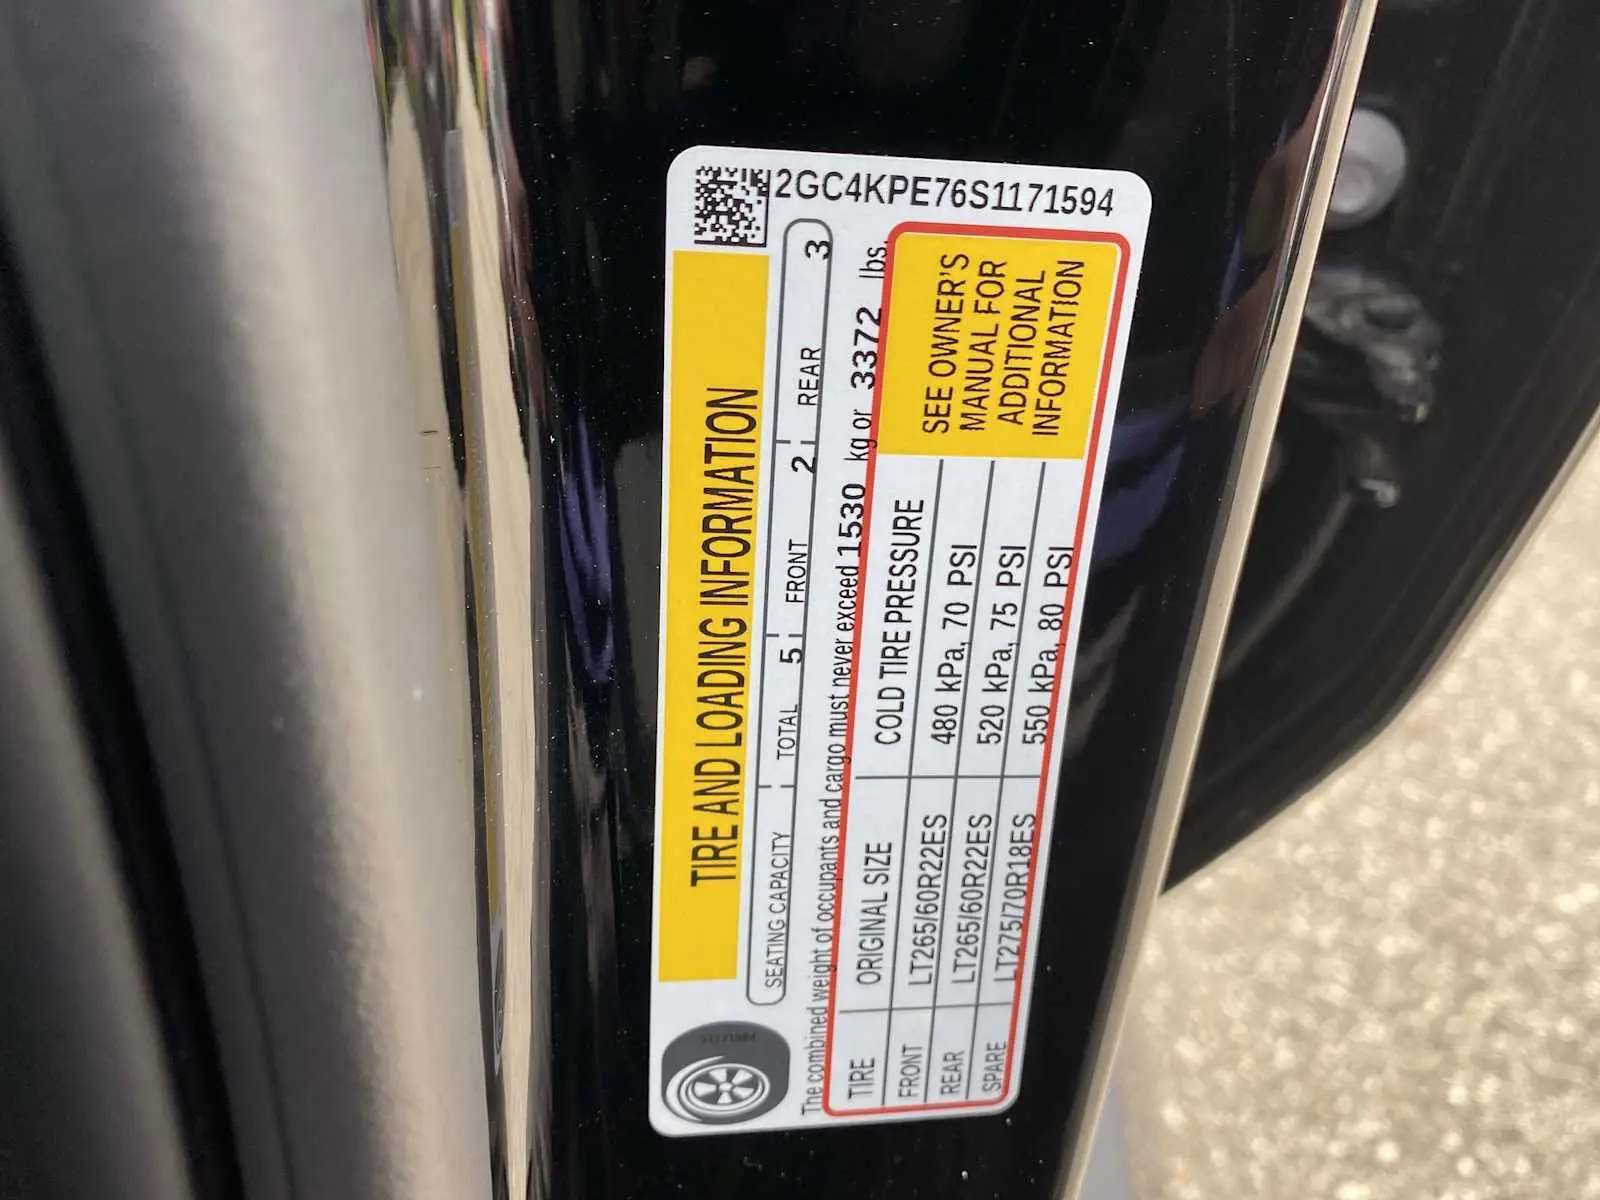 2GC4KPE76S1171594
TIRE AND LOADING INFORMATION
SEATING CAPACITY TOTAL 5 FRONT 2 REAR 3
The combined weight of occupants and cargo must never exceed 1530 kg or 3372 lbs.
TIRE ORIGINAL SIZE COLD TIRE PRESSURE
FRONT LT265/60R22ES 480 kPa, 70 PSI
REAR LT265/60R22ES 520 kPa, 75 PSI
SPARE LT275/70R18ES 550 kPa, 80 PSI
SEE OWNER'S
MANUAL FOR
ADDITIONAL
INFORMATION